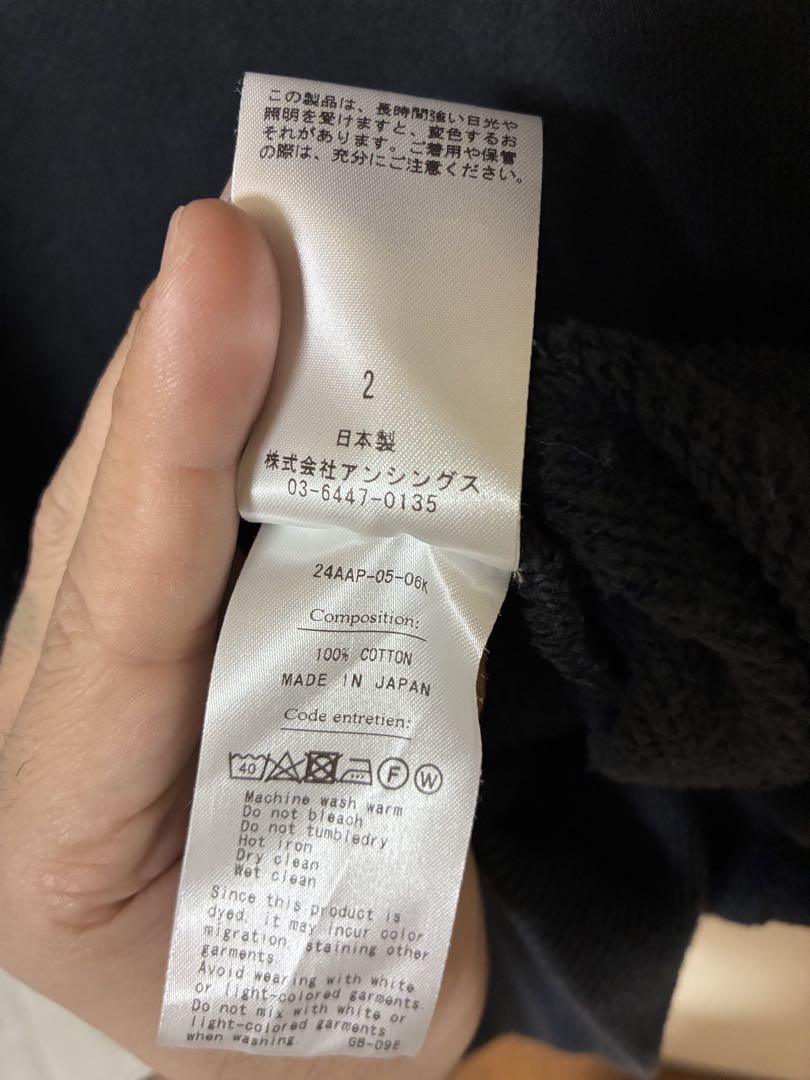 この製品は、長時間強い日光や
照明を受けますと、変色するお
それがあります。ご着用や保管
の際は、充分にご注意ください。
2
日本製
株式会社アンシングス
03-6447-0135
24AAP-05-06K
Composition:
100% COTTON
MADE IN JAPAN
Code entretien:
40 F W
Machine wash warm
Do not bleach
Do not tumbledry
Hot iron
Dry clean
Wet clean
Since this product is
dyed, it may incur color
migration, staining other
garments.
Avoid wearing with white
or light-colored garments.
Do not mix with white or
light-colored garments
when washing. GB-09E